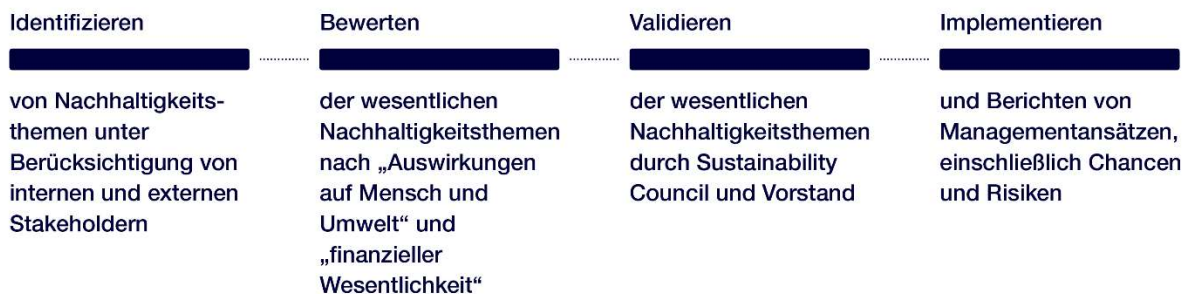 Identifizieren
von Nachhaltigkeits-
themen unter
Berücksichtigung von
internen und externen
Stakeholdern
Bewerten
der wesentlichen
Nachhaltigkeitsthemen
nach „Auswirkungen
auf Mensch und
Umwelt“ und
„finanzieller
Wesentlichkeit“
Validieren
der wesentlichen
Nachhaltigkeitsthemen
durch Sustainability
Council und Vorstand
Implementieren
und Berichten von
Managementansätzen,
einschließlich Chancen
und Risiken